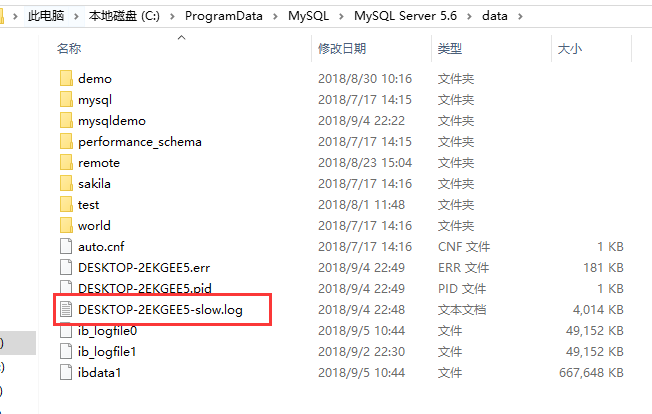 此电脑 > 本地磁盘 (C:) > ProgramData > MySQL > MySQL Server 5.6 > data >
名称 修改日期 类型 大小
demo 2018/8/30 10:16 文件夹
mysql 2018/7/17 14:15 文件夹
mysqldemo 2018/9/4 22:22 文件夹
performance_schema 2018/7/17 14:15 文件夹
remote 2018/8/23 15:04 文件夹
sakila 2018/7/17 14:16 文件夹
test 2018/8/1 11:48 文件夹
world 2018/7/17 14:16 文件夹
auto.cnf 2018/7/17 14:16 CNF 文件 1 KB
DESKTOP-2EKGEE5.err 2018/9/4 22:49 ERR 文件 181 KB
DESKTOP-2EKGEE5.pid 2018/9/4 22:49 PID 文件 1 KB
DESKTOP-2EKGEE5-slow.log 2018/9/4 22:48 文本文档 4,014 KB
ib_logfile0 2018/9/5 10:44 文件 49,152 KB
ib_logfile1 2018/9/2 22:30 文件 49,152 KB
ibdata1 2018/9/5 10:44 文件 667,648 KB